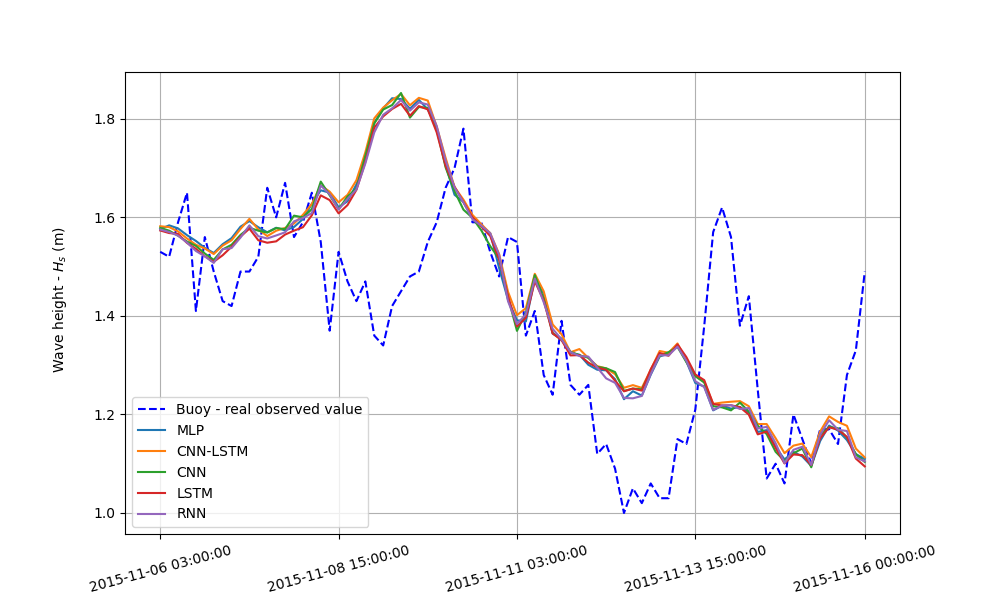 1.8
1.6
1.4
1.2
1.0
Wave height - Hs (m)
Buoy - real observed value
MLP
CNN-LSTM
CNN
LSTM
RNN
2015-11-06 03:00:00
2015-11-08 15:00:00
2015-11-11 03:00:00
2015-11-13 15:00:00
2015-11-16 00:00:00